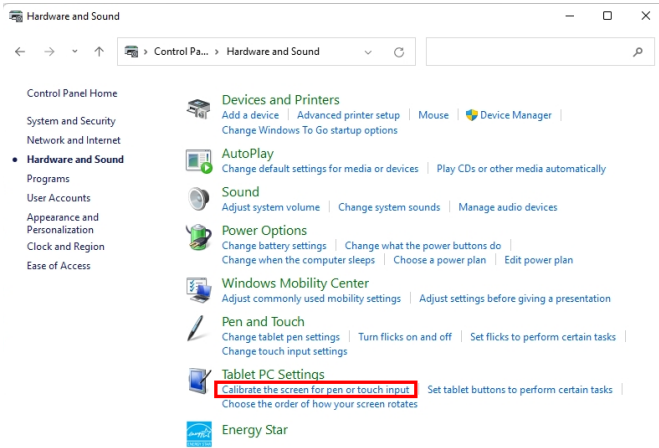 Hardware and Sound
Control Pa... › Hardware and Sound
Control Panel Home
System and Security
Network and Internet
Hardware and Sound
Programs
User Accounts
Appearance and
Personalization
Clock and Region
Ease of Access
Devices and Printers
Add a device | Advanced printer setup | Mouse | Device Manager |
Change Windows To Go startup options
AutoPlay
Change default settings for media or devices | Play CDs or other media automatically
Sound
Adjust system volume | Change system sounds | Manage audio devices
Power Options
Change battery settings | Change what the power buttons do |
Change when the computer sleeps | Choose a power plan | Edit power plan
Windows Mobility Center
Adjust commonly used mobility settings | Adjust settings before giving a presentation
Pen and Touch
Change tablet pen settings | Turn flicks on and off | Set flicks to perform certain tasks |
Change touch input settings
Tablet PC Settings
Calibrate the screen for pen or touch input | Set tablet buttons to perform certain tasks |
Choose the order of how your screen rotates
Energy Star